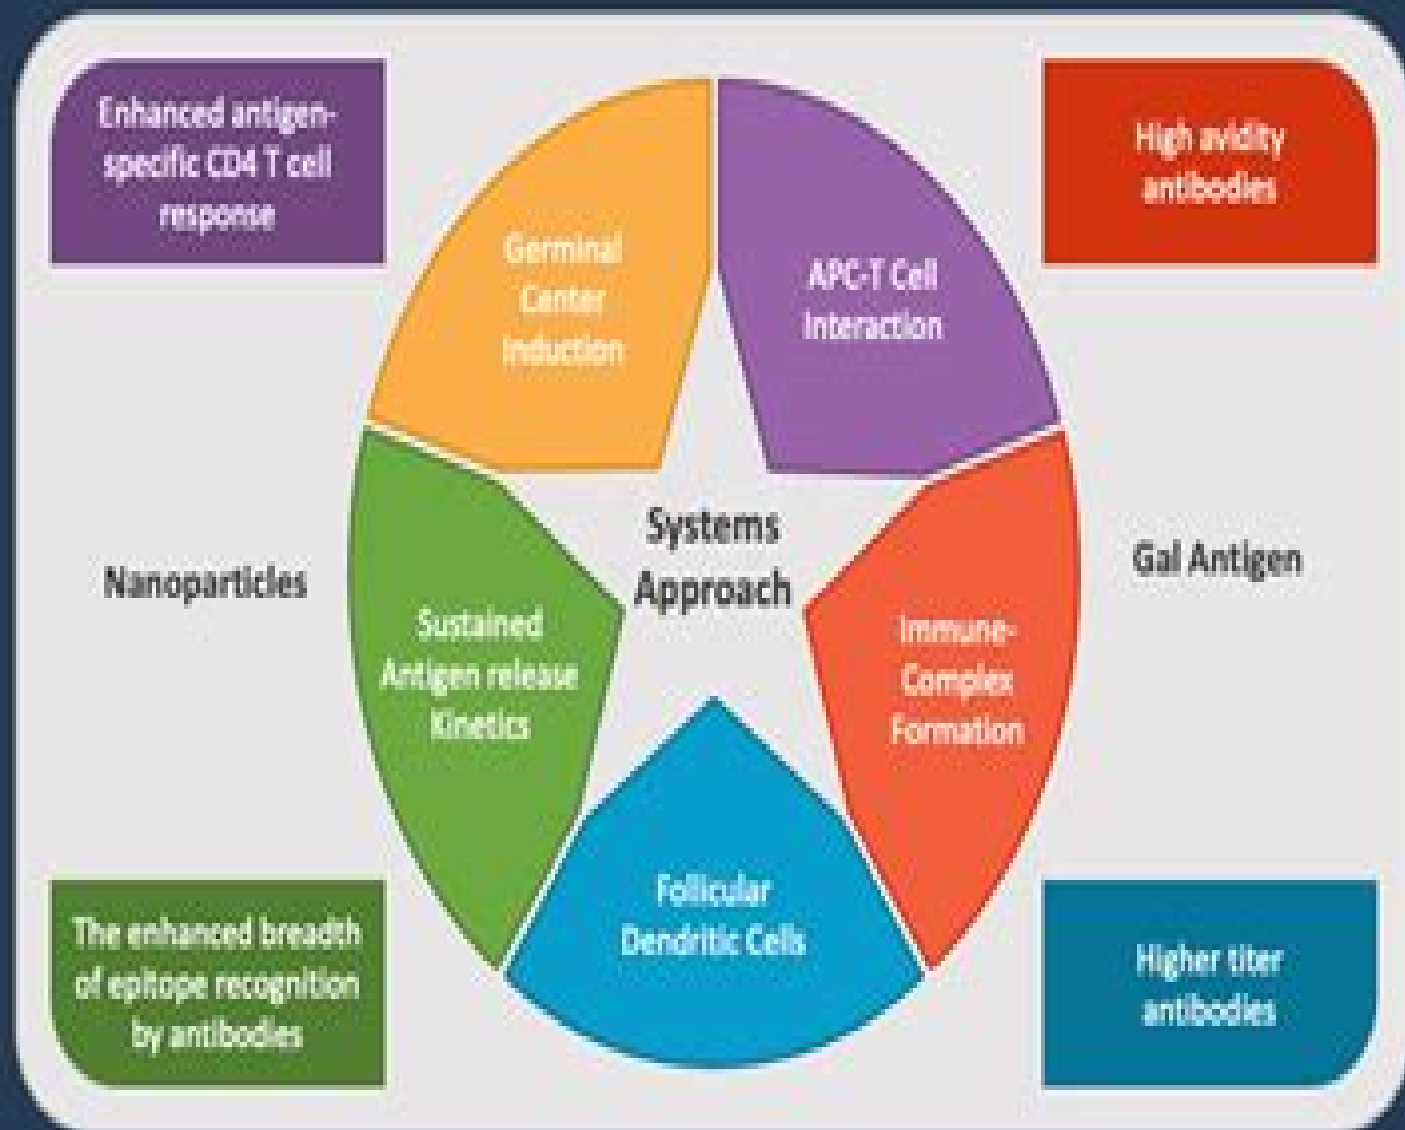 Enhanced antigen-
specific CD4 T cell
response
High avidity
antibodies
Germinal
Center
Induction
APC-T Cell
Interaction
Systems
Approach
Nanoparticles
Gal Antigen
Sustained
Antigen release
Kinetics
Immune-
Complex
Formation
Follicular
Dendritic Cells
The enhanced breadth
of epitope recognition
by antibodies
Higher titer
antibodies